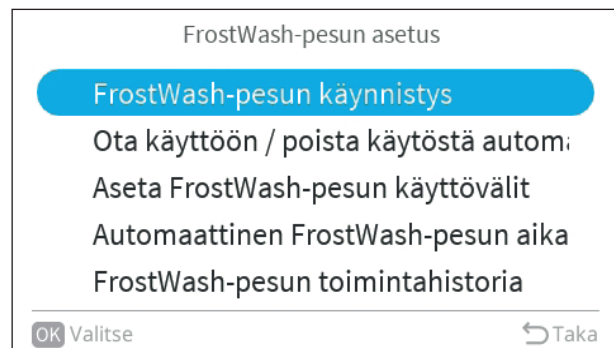 FrostWash-pesun asetus
FrostWash-pesun käynnistys
Ota käyttöön / poista käytöstä
Aseta FrostWash-pesun käyttövälit
Automaattinen FrostWash-pesun aika
FrostWash-pesun toimintahistoria
OK Valitse
Taka